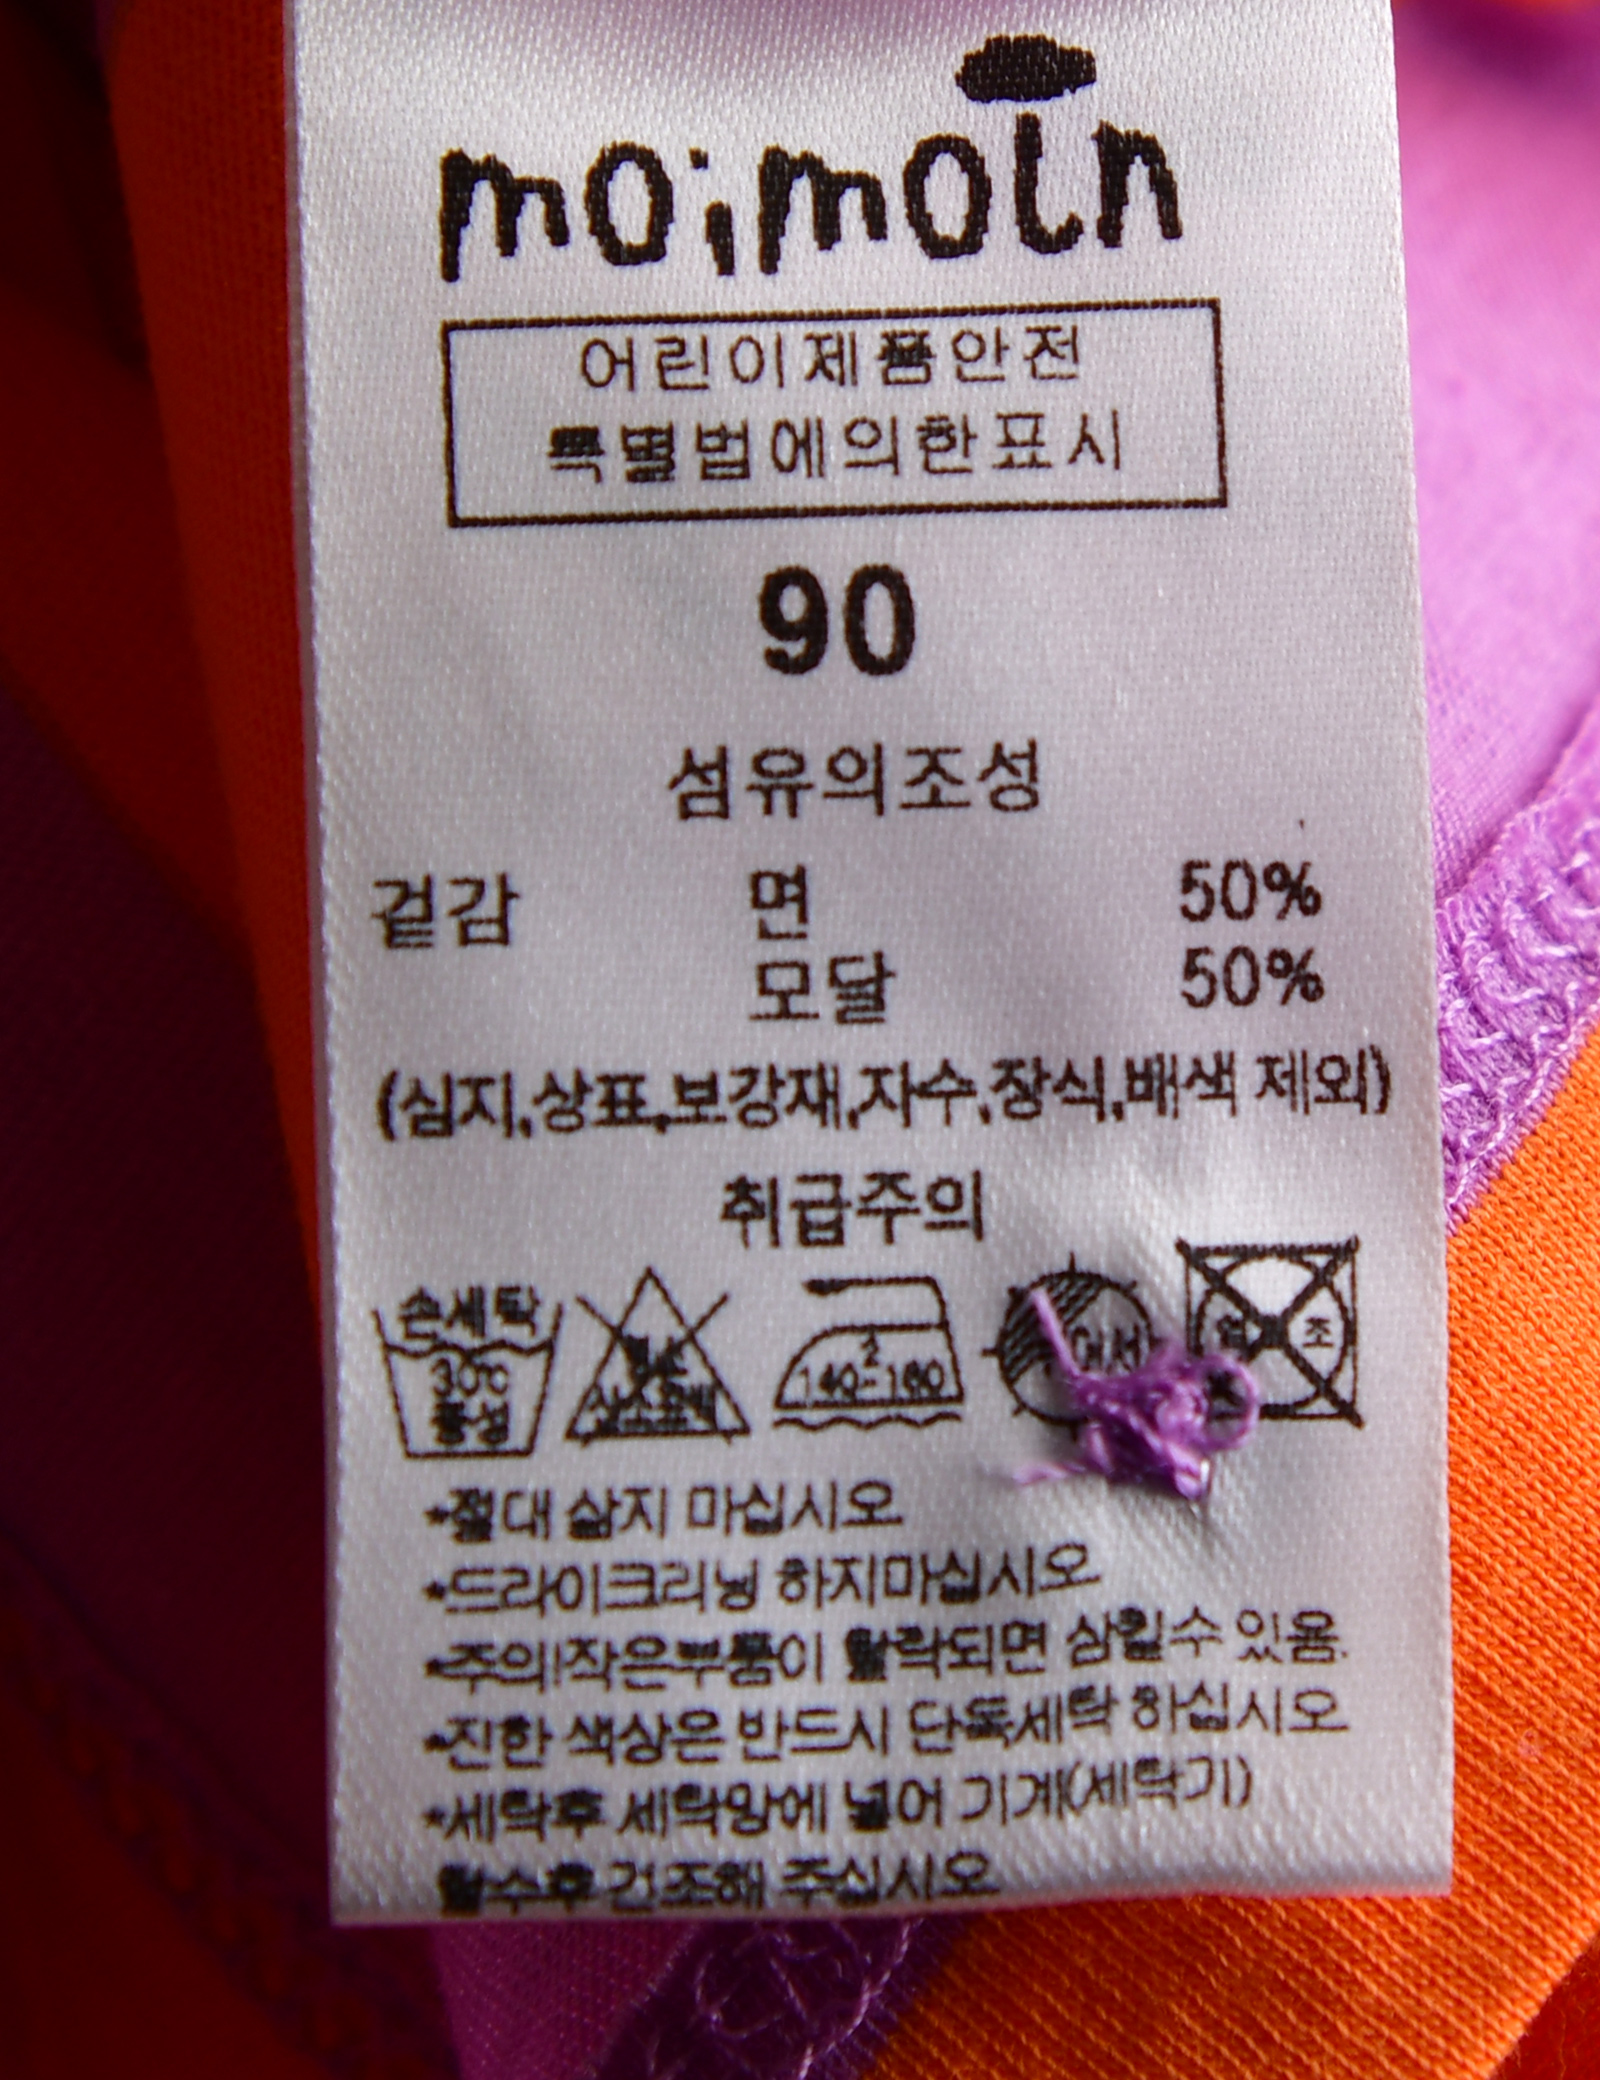 moimoln
어린이제품안전
특별법에의한표시
90
섬유의조성
겉감 면 50%
모달 50%
(심지,상표,보강재,자수,장식,배색 제외)
취급주의
손세탁
30℃
중성
2
140~160
조
*절대 삶지 마십시오
*드라이크리닝 하지마십시오
*주의!작은부품이 탈락되면 삼킬수 있음.
*진한 색상은 반드시 단독세탁 하십시오
*세탁후 세탁망에 넣어 기계(세탁기)
탈수후 건조해 주십시오